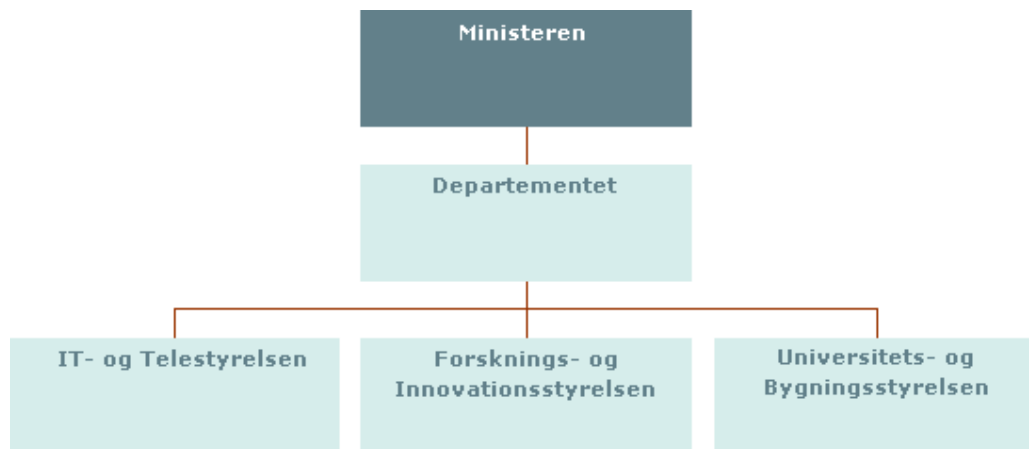 Ministeren
Departementet
IT- og Telestyrelsen
Forsknings- og
Innovationsstyrelsen
Universitets- og
Bygningsstyrelsen